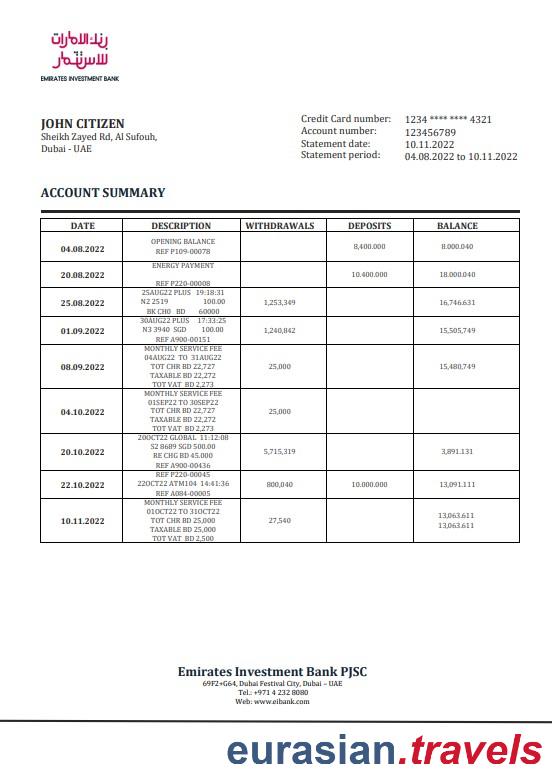 بنك الامارات
للاستثمار
EMIRATES INVESTMENT BANK
JOHN CITIZEN
Sheikh Zayed Rd, Al Sufouh,
Dubai - UAE
Credit Card number: 1234 **** **** 4321
Account number: 123456789
Statement date: 10.11.2022
Statement period: 04.08.2022 to 10.11.2022
ACCOUNT SUMMARY
DATE DESCRIPTION WITHDRAWALS DEPOSITS BALANCE
04.08.2022 OPENING BALANCE 8,400.000 8.000.040
REF P109-00078
20.08.2022 ENERGY PAYMENT 10.400.000 18.000.040
REF P220-00008
25.08.2022 25AUG22 PLUS 19:18:31 1,253,349 16,746.631
N2 2519 100.00
BK CH0 BD 60000
01.09.2022 30AUG22 PLUS 17:33:25 1,240,842 15,505,749
N3 3940 SGD 100.00
REF A900-00151
08.09.2022 MONTHLY SERVICE FEE 25,000 15,480,749
04AUG22 TO 31AUG22
TOT CHR BD 22,727
TAXABLE BD 22,272
TOT VAT BD 2,273
04.10.2022 MONTHLY SERVICE FEE 25,000
01SEP22 TO 30SEP22
TOT CHR BD 22,727
TAXABLE BD 22,272
TOT VAT BD 2,273
20.10.2022 20OCT22 GLOBAL 11:12:08 5,715,319 3,891.131
S2 8689 SGD 500.00
RE CHG BD 45.000
REF A900-00436
22.10.2022 REF P220-00045 800,040 10.000.000 13,091.111
22OCT22 ATM104 14:41:36
REF A084-00005
10.11.2022 MONTHLY SERVICE FEE 27,540 13,063.611
01OCT22 TO 31OCT22 13,063.611
TOT CHR BD 25,000
TAXABLE BD 25,000
TOT VAT BD 2,500
Emirates Investment Bank PJSC
69F2+G64, Dubai Festival City, Dubai – UAE
Tel.: +971 4 232 8080
Web: www.eibank.com
eurasian.travels